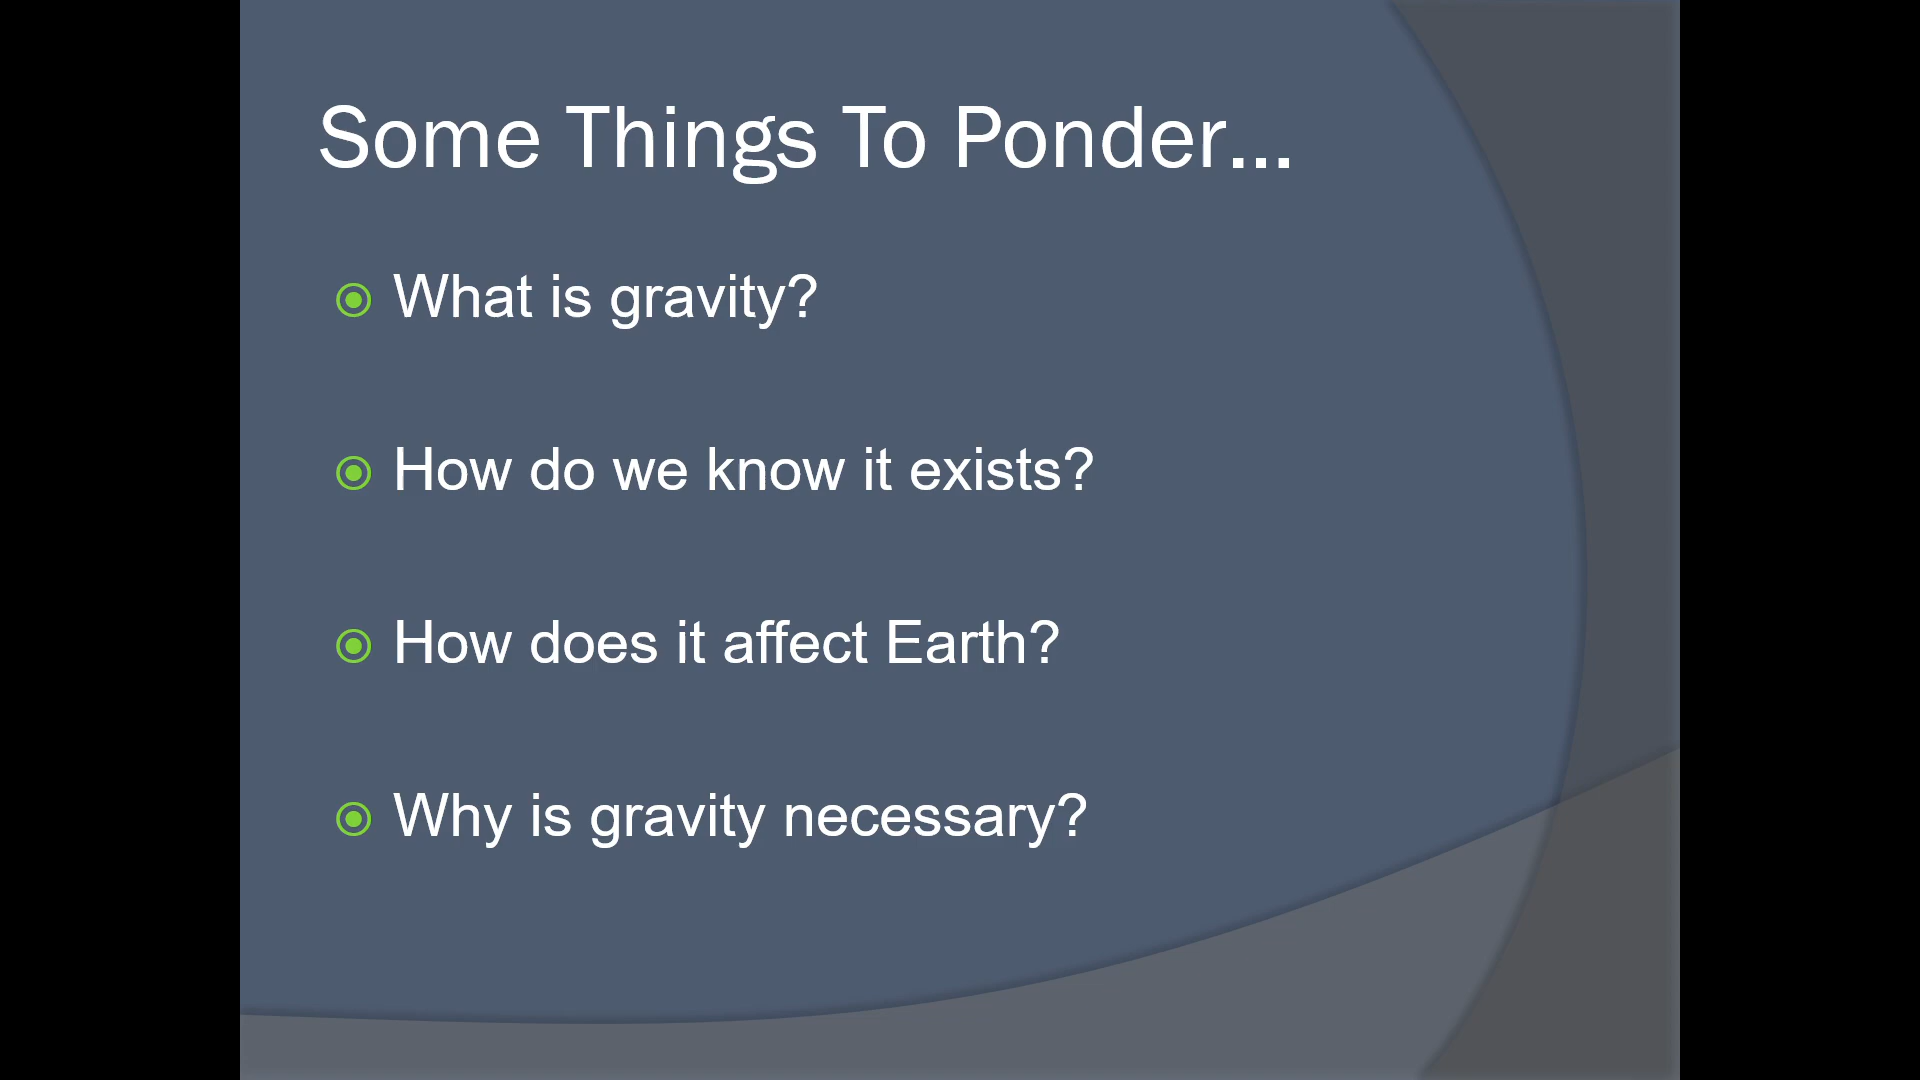 Some Things To Ponder...
What is gravity?
How do we know it exists?
How does it affect Earth?
Why is gravity necessary?